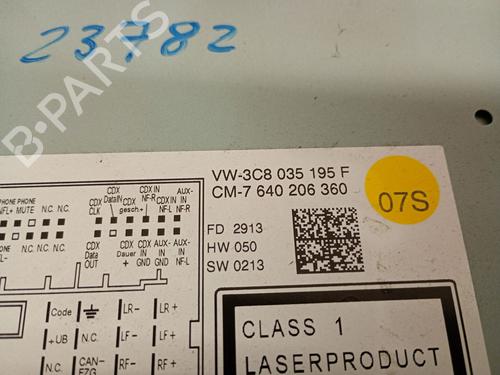 23782
B-PARTS
VW-3C8 035 195 F
CM-7 640 206 360
07S
FD 2913
HW 050
SW 0213
CLASS 1
LASERPRODUCT
PHONE PHONE
NFL+ MUTE N.C. N.C.
CDX CLK
CDX DataIN
gesch.+
CDX IN NF-R
CDX IN NF-L
AUX-IN NF-R
NFL- N.C. N.C.
CDX Data OUT
CDX Dauer +
CDX IN GND
AUX-IN GND
AUX-IN NF-L
Code LR- LR+
+UB N.C. LF- LF+
N.C. CAN- RF- RF+
FZG